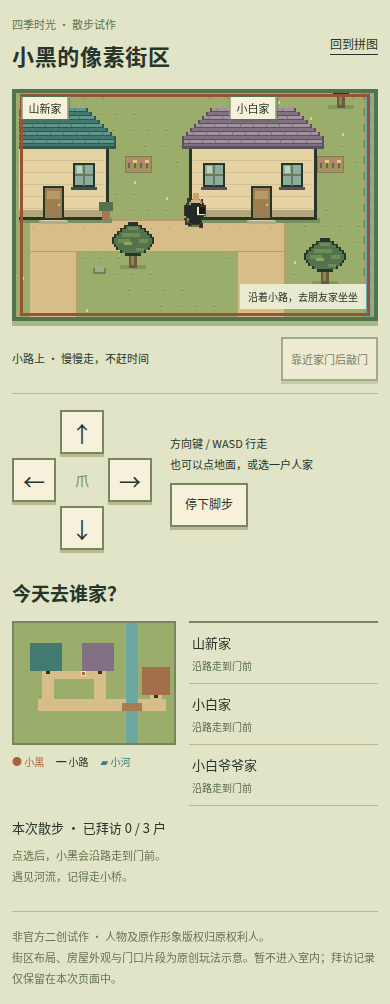 四季时光 · 散步试作
小黑的像素街区
回到拼图
山新家
小白家
沿着小路，去朋友家坐坐
小路上 · 慢慢走，不赶时间
靠近家门后敲门
↑
← 爪 →
↓
方向键 / WASD 行走
也可以点地面，或选一户人家
停下脚步
今天去谁家?
山新家
沿路走到门前
小白家
沿路走到门前
小白爷爷家
沿路走到门前
小黑 小路 小河
本次散步 · 已拜访 0 / 3 户
点选后，小黑会沿路走到门前。
遇见河流，记得走小桥。
非官方二创试作 · 人物及原作形象版权归原权利人。
街区布局、房屋外观与门口片段为原创玩法示意。暂不进入室内；拜访记录
仅保留在本次页面中。